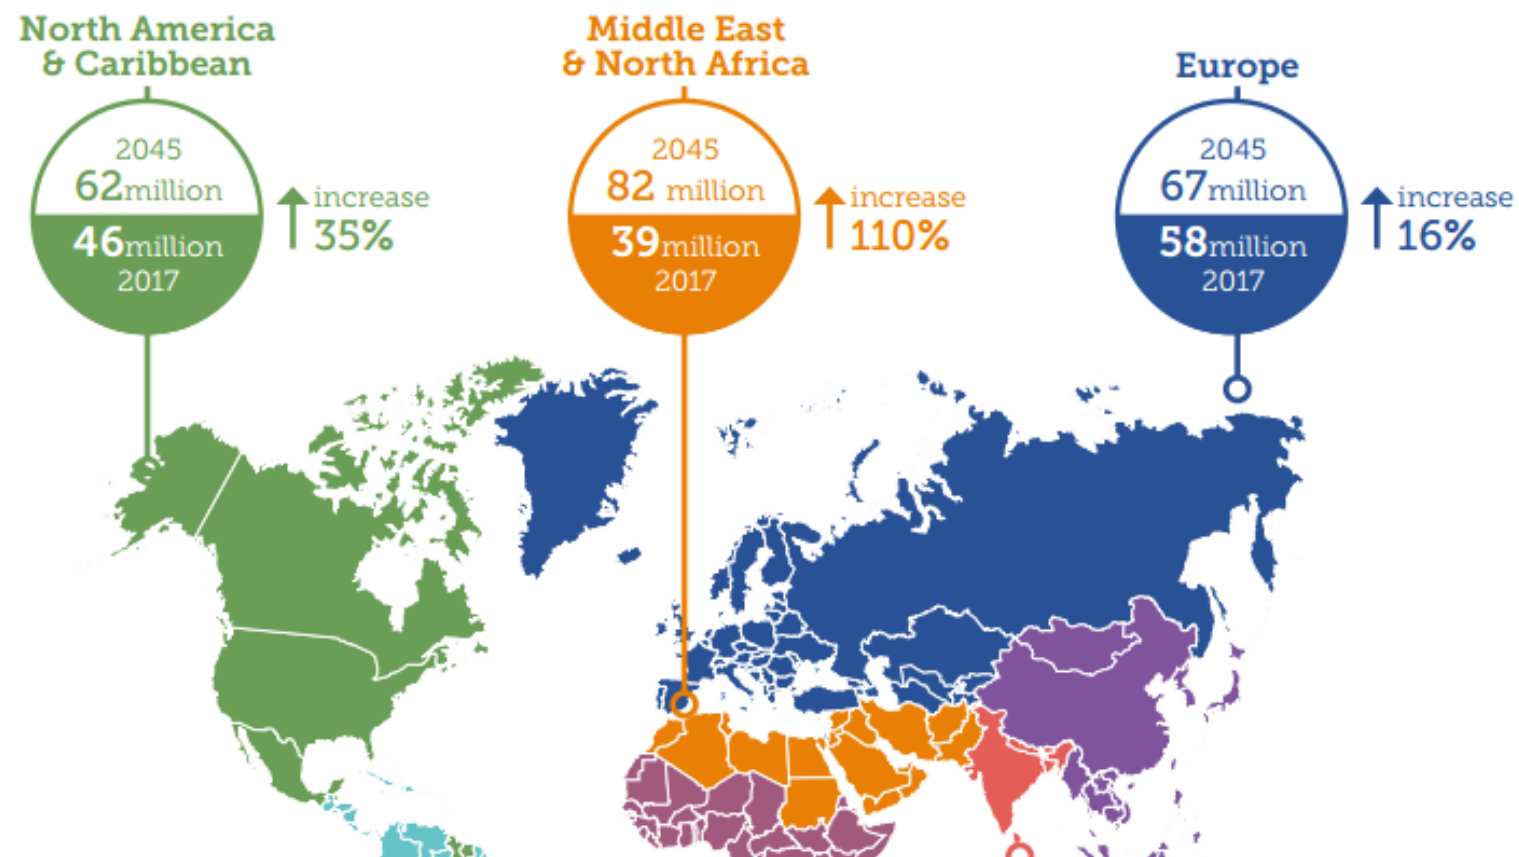 North America
& Caribbean
2045
62million
46million
2017
increase
35%
Middle East
& North Africa
2045
82 million
39million
2017
increase
110%
Europe
2045
67million
58million
2017
increase
16%